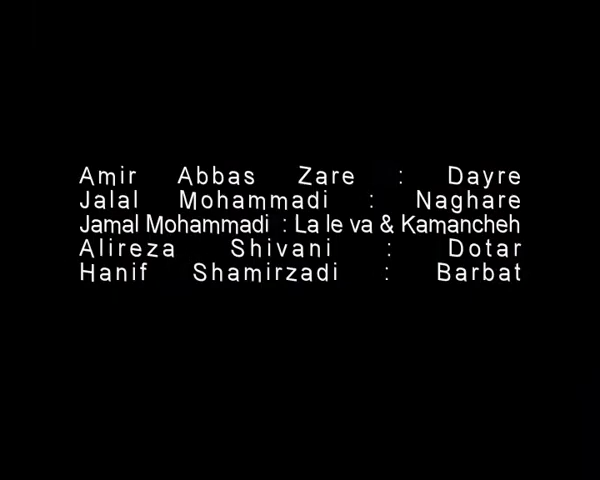 Amir Abbas Zare : Dayre
Jalal Mohammadi : Naghare
Jamal Mohammadi : La le va & Kamancheh
Alireza Shivani : Dotar
Hanif Shamirzadi : Barbat